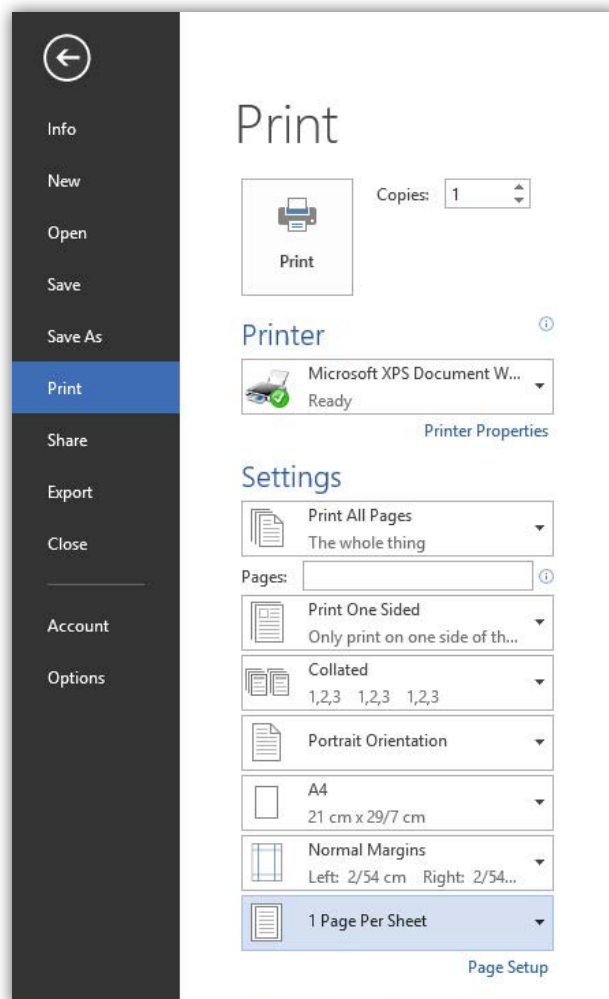 Info
New
Open
Save
Save As
Print
Share
Export
Close
Account
Options
Print
Copies: 1
Print
Printer
Microsoft XPS Document W...
Ready
Printer Properties
Settings
Print All Pages
The whole thing
Pages:
Print One Sided
Only print on one side of th...
Collated
1,2,3 1,2,3 1,2,3
Portrait Orientation
A4
21 cm x 29/7 cm
Normal Margins
Left: 2/54 cm Right: 2/54...
1 Page Per Sheet
Page Setup